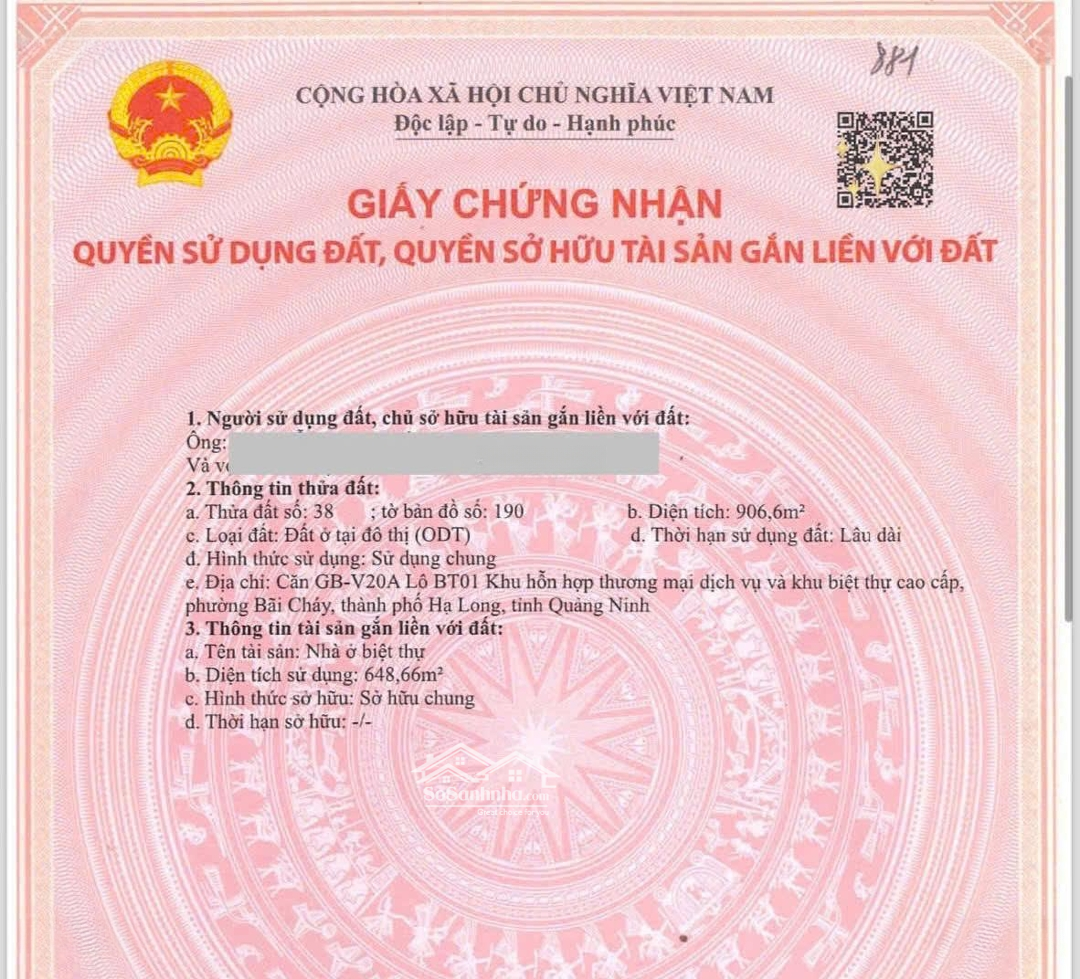 881
CỘNG HÒA XÃ HỘI CHỦ NGHĨA VIỆT NAM
Độc lập - Tự do - Hạnh phúc
GIẤY CHỨNG NHẬN
QUYỀN SỬ DỤNG ĐẤT, QUYỀN SỞ HỮU TÀI SẢN GẮN LIỀN VỚI ĐẤT
1. Người sử dụng đất, chủ sở hữu tài sản gắn liền với đất:
Ông:
Và
2. Thông tin thửa đất:
a. Thửa đất số: 38 ; tờ bản đồ số: 190 b. Diện tích: 906,6m²
c. Loại đất: Đất ở tại đô thị (ODT) d. Thời hạn sử dụng đất: Lâu dài
đ. Hình thức sử dụng: Sử dụng chung
e. Địa chỉ: Căn GB-V20A Lô BT01 Khu hỗn hợp thương mại dịch vụ và khu biệt thự cao cấp,
phường Bãi Cháy, thành phố Hạ Long, tỉnh Quảng Ninh
3. Thông tin tài sản gắn liền với đất:
a. Tên tài sản: Nhà ở biệt thự
b. Diện tích sử dụng: 648,66m²
c. Hình thức sở hữu: Sở hữu chung
d. Thời hạn sở hữu: -/-
SoSanhnha.com